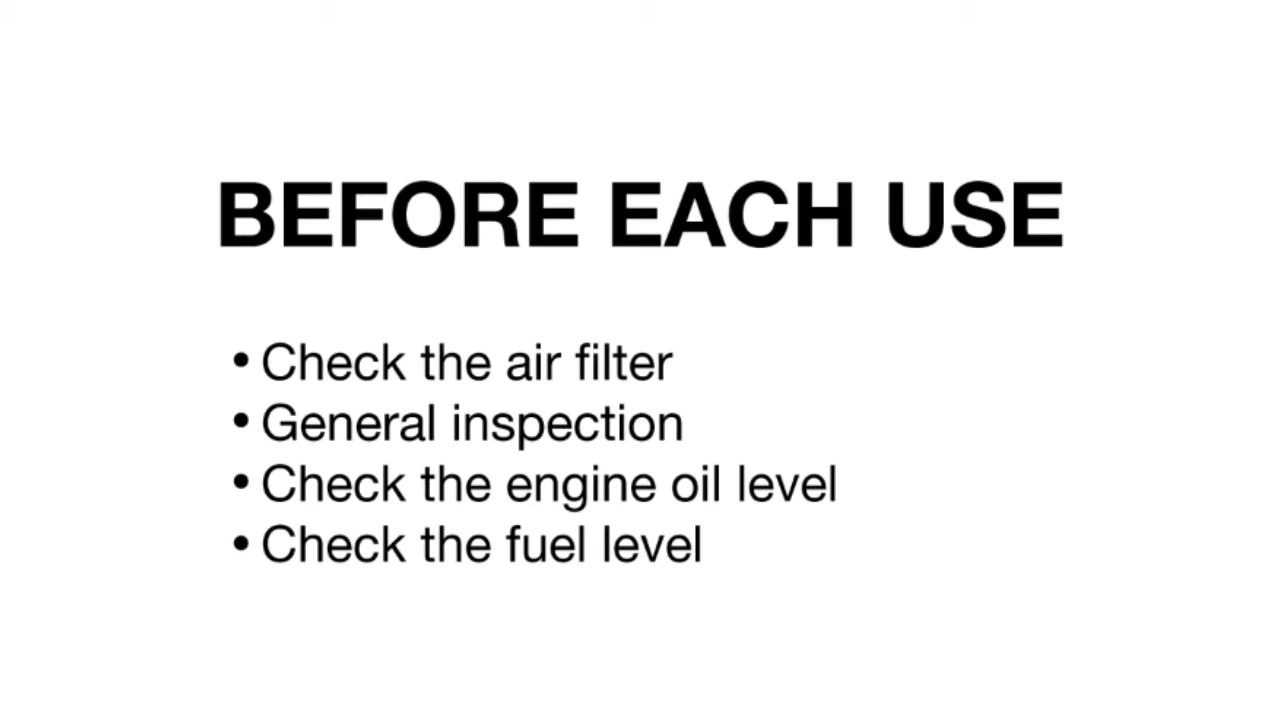 BEFORE EACH USE
• Check the air filter
• General inspection
• Check the engine oil level
• Check the fuel level